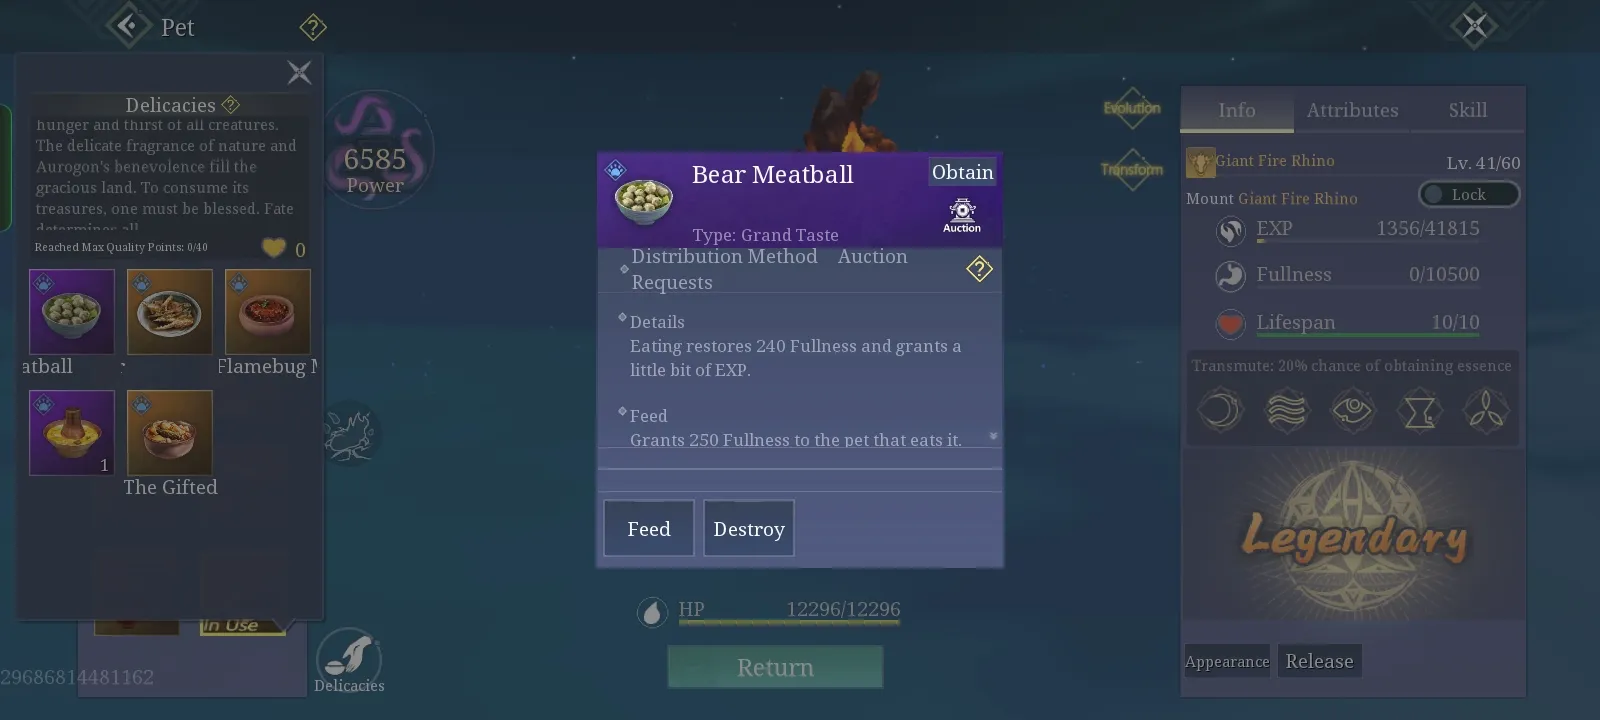 Pet
?
Delicacies ?
hunger and thirst of all creatures.
The delicate fragrance of nature and
Aurogon's benevolence fill the
gracious land. To consume its
treasures, one must be blessed. Fate
determines all
Reached Max Quality Points: 0/40
0
atball
r
Flamebug M
1
The Gifted
In Use
29686814481162
Delicacies
6585
Power
Bear Meatball
Obtain
Auction
Type: Grand Taste
Distribution Method Auction
Requests
?
Details
Eating restores 240 Fullness and grants a
little bit of EXP.
Feed
Grants 250 Fullness to the pet that eats it.
Feed
Destroy
HP 12296/12296
Return
Evolution
Transform
Info
Attributes
Skill
Giant Fire Rhino
Lv. 41/60
Mount Giant Fire Rhino
Lock
EXP 1356/41815
Fullness 0/10500
Lifespan 10/10
Transmute: 20% chance of obtaining essence
Legendary
Appearance
Release